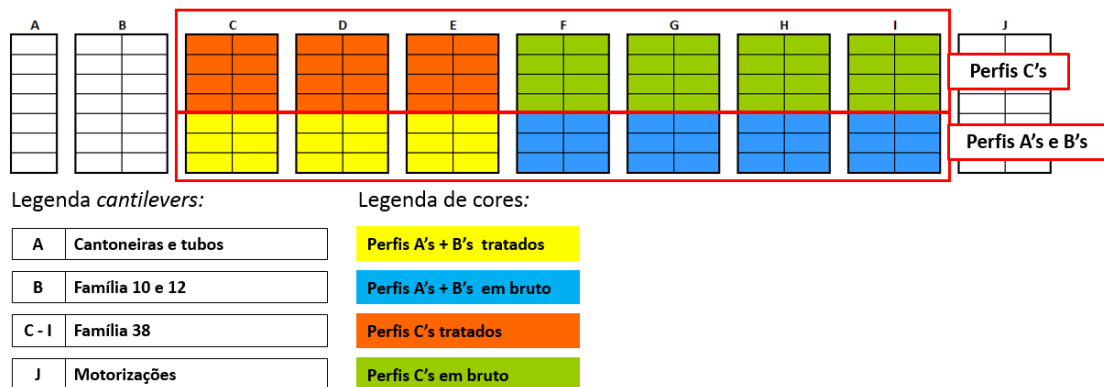 A B C D E F G H I J
Perfis C’s
Perfis A’s e B’s
Legenda cantilevers:
A Cantoneiras e tubos
B Família 10 e 12
C - I Família 38
J Motorizações
Legenda de cores:
Perfis A’s + B’s tratados
Perfis A’s + B’s em bruto
Perfis C’s tratados
Perfis C’s em bruto